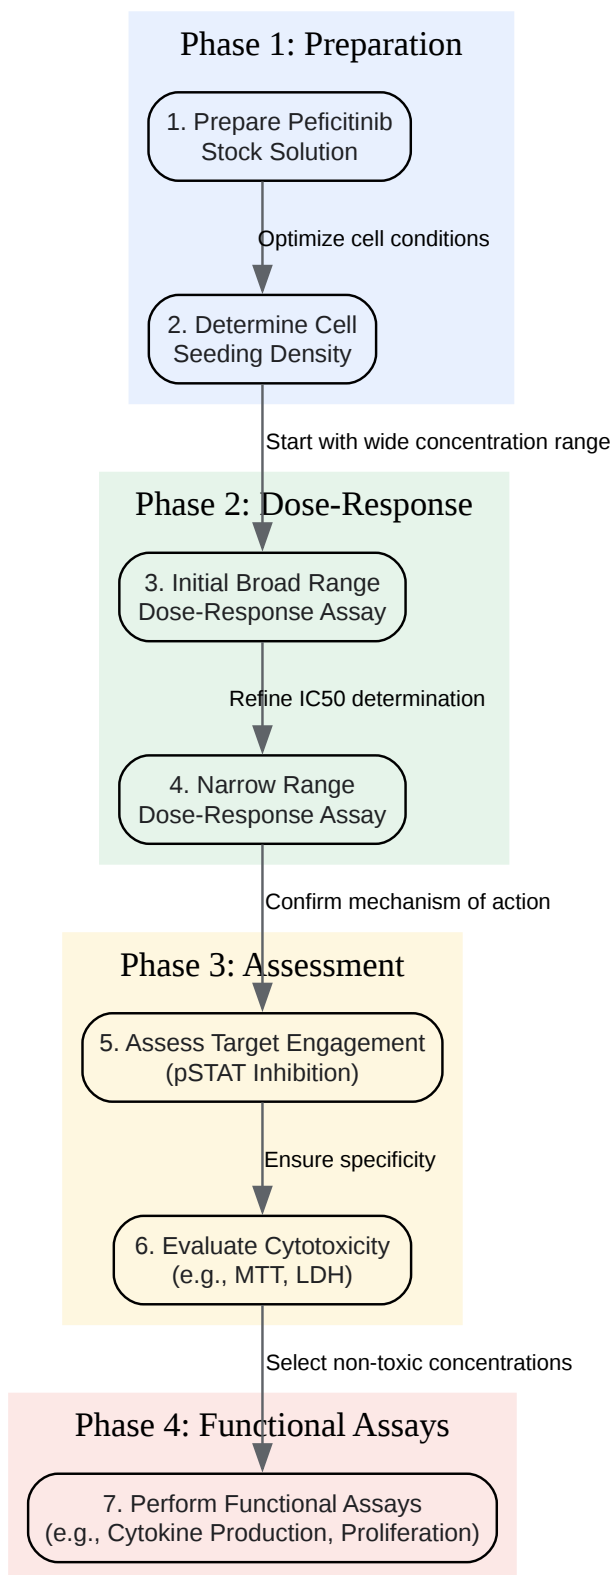 Phase 1: Preparation
1. Prepare Peficitinib
Stock Solution
Optimize cell conditions
2. Determine Cell
Seeding Density
Start with wide concentration range
Phase 2: Dose-Response
3. Initial Broad Range
Dose-Response Assay
Refine IC50 determination
4. Narrow Range
Dose-Response Assay
Confirm mechanism of action
Phase 3: Assessment
5. Assess Target Engagement
(pSTAT Inhibition)
Ensure specificity
6. Evaluate Cytotoxicity
(e.g., MTT, LDH)
Select non-toxic concentrations
Phase 4: Functional Assays
7. Perform Functional Assays
(e.g., Cytokine Production, Proliferation)